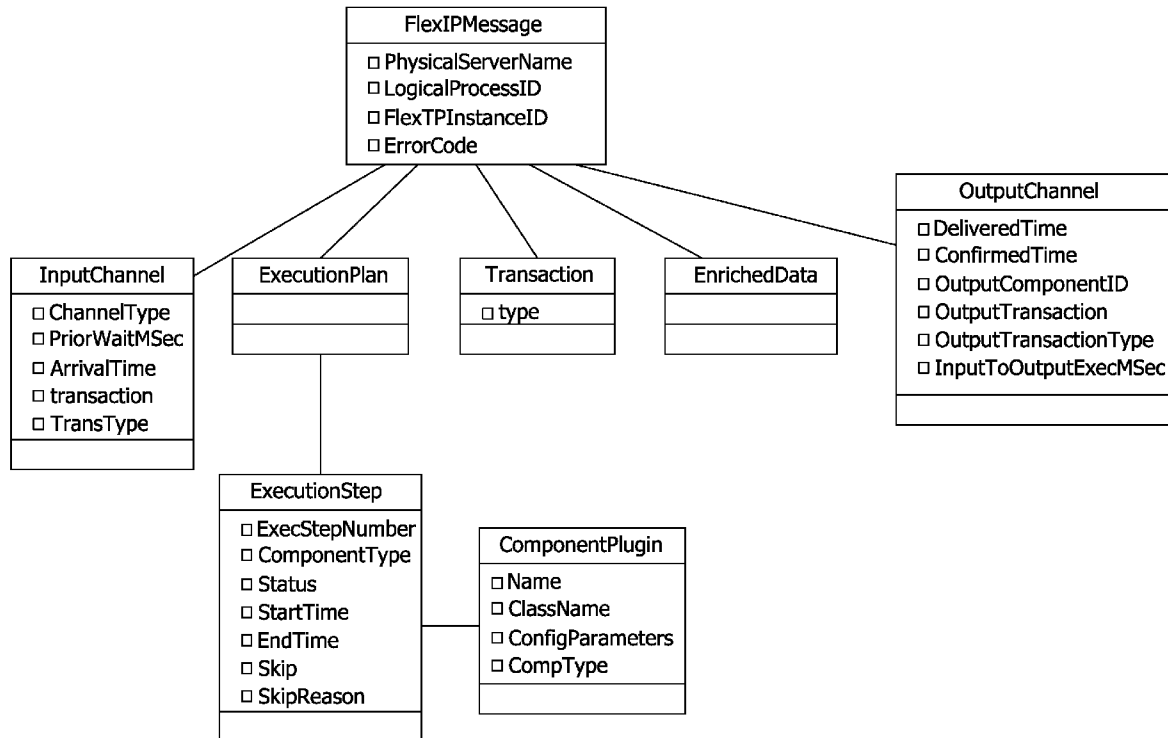 FlexIPMessage
PhysicalServerName
LogicalProcessID
FlexTPInstanceID
ErrorCode
InputChannel
ChannelType
PriorWaitMSec
ArrivalTime
transaction
TransType
ExecutionPlan
Transaction
type
EnrichedData
OutputChannel
DeliveredTime
ConfirmedTime
OutputComponentID
OutputTransaction
OutputTransactionType
InputToOutputExecMSec
ExecutionStep
ExecStepNumber
ComponentType
Status
StartTime
EndTime
Skip
SkipReason
ComponentPlugin
Name
ClassName
ConfigParameters
CompType